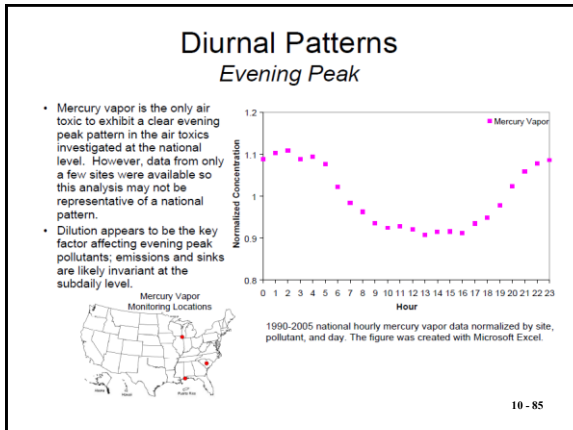 Diurnal Patterns
Evening Peak
• Mercury vapor is the only air
toxic to exhibit a clear evening
peak pattern in the air toxics
investigated at the national
level. However, data from only
a few sites were available so
this analysis may not be
representative of a national
pattern.
• Dilution appears to be the key
factor affecting evening peak
pollutants; emissions and sinks
are likely invariant at the
subdaily level.
Mercury Vapor
Monitoring Locations
Puerto Rico
Mercury Vapor
Normalized Concentration
1.2
1.1
1
0.9
0.8
0 1 2 3 4 5 6 7 8 9 10 11 12 13 14 15 16 17 18 19 20 21 22 23
Hour
1990-2005 national hourly mercury vapor data normalized by site,
pollutant, and day. The figure was created with Microsoft Excel.
10 - 85